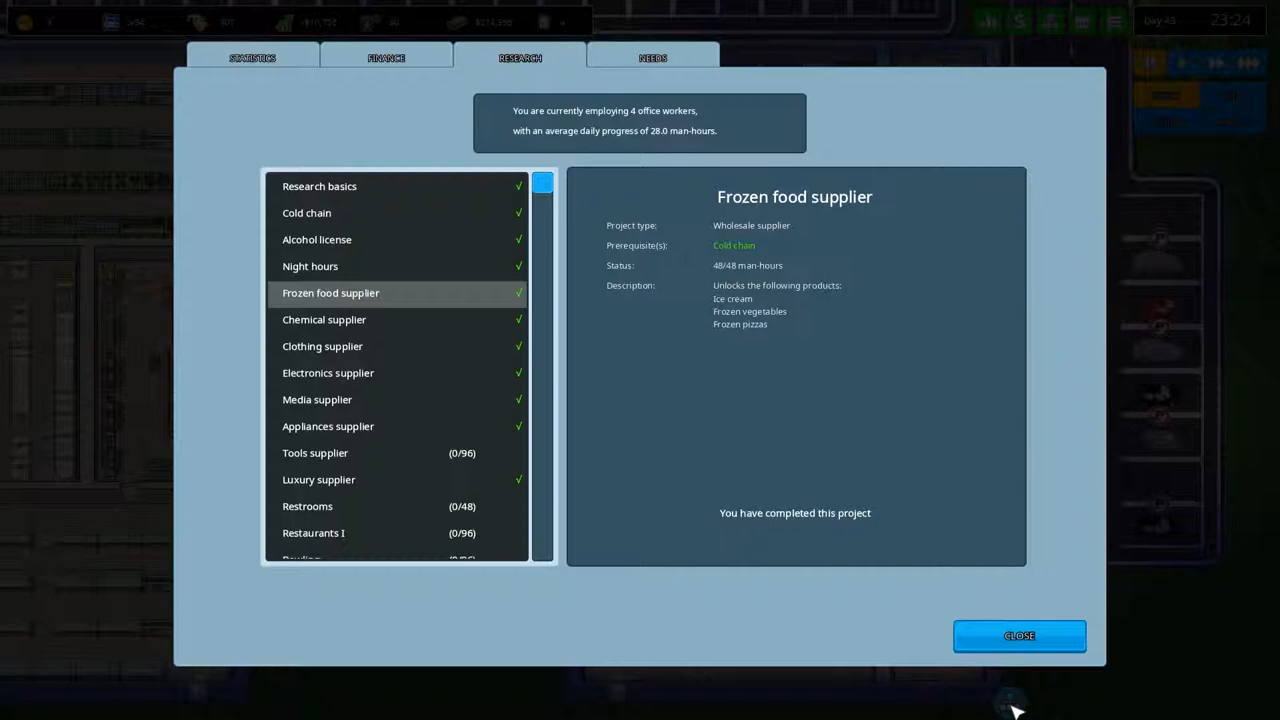 Day 43
23:24
STATISTICS
FINANCE
RESEARCH
NEEDS
You are currently employing 4 office workers,
with an average daily progress of 28.0 man-hours.
Research basics √
Cold chain √
Alcohol license √
Night hours √
Frozen food supplier √
Chemical supplier √
Clothing supplier √
Electronics supplier √
Media supplier √
Appliances supplier √
Tools supplier (0/96)
Luxury supplier √
Restrooms (0/48)
Restaurants I (0/96)
Frozen food supplier
Project type: Wholesale supplier
Prerequisite(s): Cold chain
Status: 48/48 man-hours
Description: Unlocks the following products:
Ice cream
Frozen vegetables
Frozen pizzas
You have completed this project
CLOSE